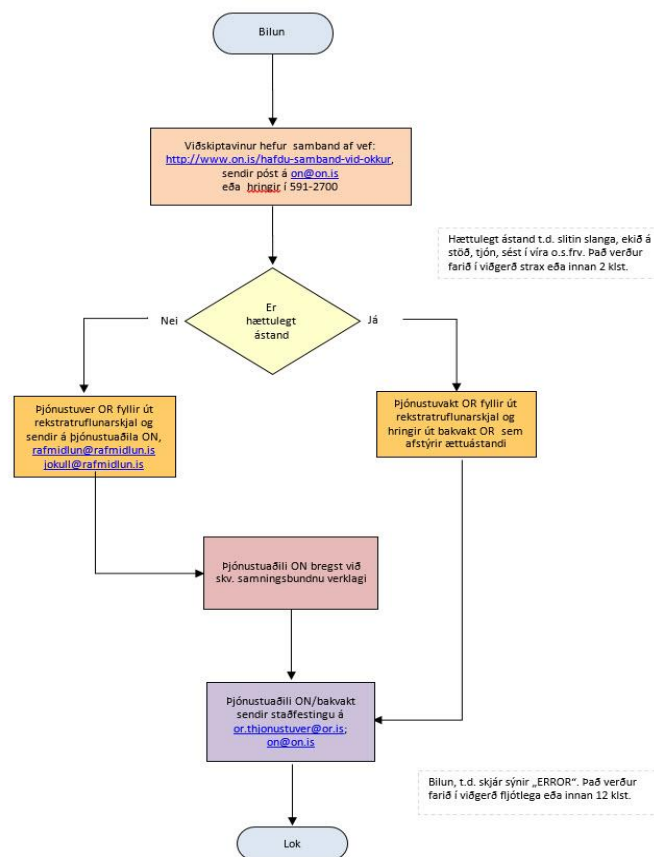 Bilun
Viðskiptavinur hefur samband af vef:
http://www.on.is/hafdu-samband-vid-okkur,
sendir póst á on@on.is
eða hringir í 591-2700
Hættulegt ástand t.d. slitin slanga, ekið á
stöð, tjón, sést í víra o.s.frv. Það verður
farið í viðgerð strax eða innan 2 klst.
Er
hættulegt
ástand
Nei
Já
Þjónustuver OR fyllir út
rekstratruflunarskjal og
sendir á þjónustuaðila ON,
rafmidlun@rafmidlun.is
jokull@rafmidlun.is
Þjónustuvakt OR fyllir út
rekstratruflunarskjal og
hringir út bakvakt OR sem
afstýrir ættuástandi
Þjónustuaðili ON bregst við
skv. samningsbundnu verklagi
Þjónustuaðili ON/bakvakt
sendir staðfestingu á
or.thjonustuver@or.is;
on@on.is
Bilun, t.d. skjár sýnir „ERROR“. Það verður
farið í viðgerð fljótlega eða innan 12 klst.
Lok